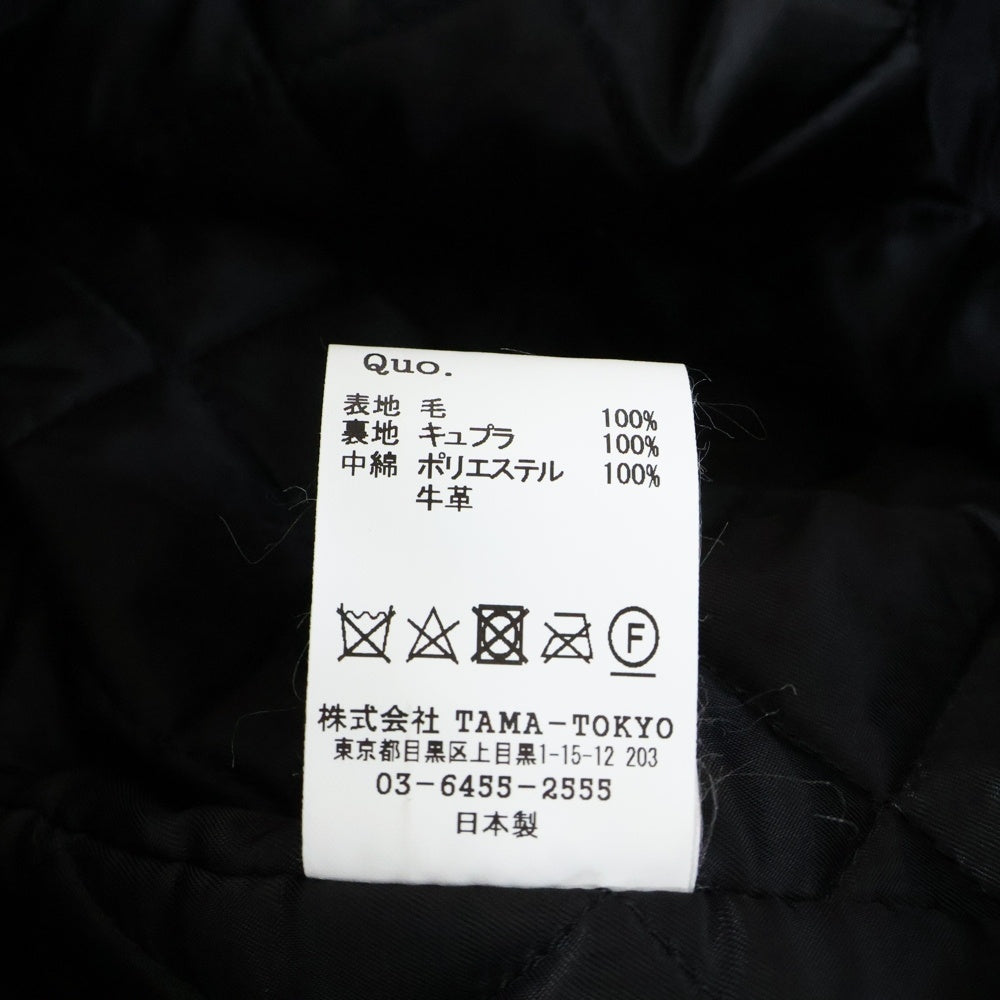 Quo.
表地 毛 100%
裏地 キュプラ 100%
中綿 ポリエステル 100%
牛革
F
株式会社 TAMA-TOKYO
東京都目黒区上目黒1-15-12 203
03-6455-2555
日本製